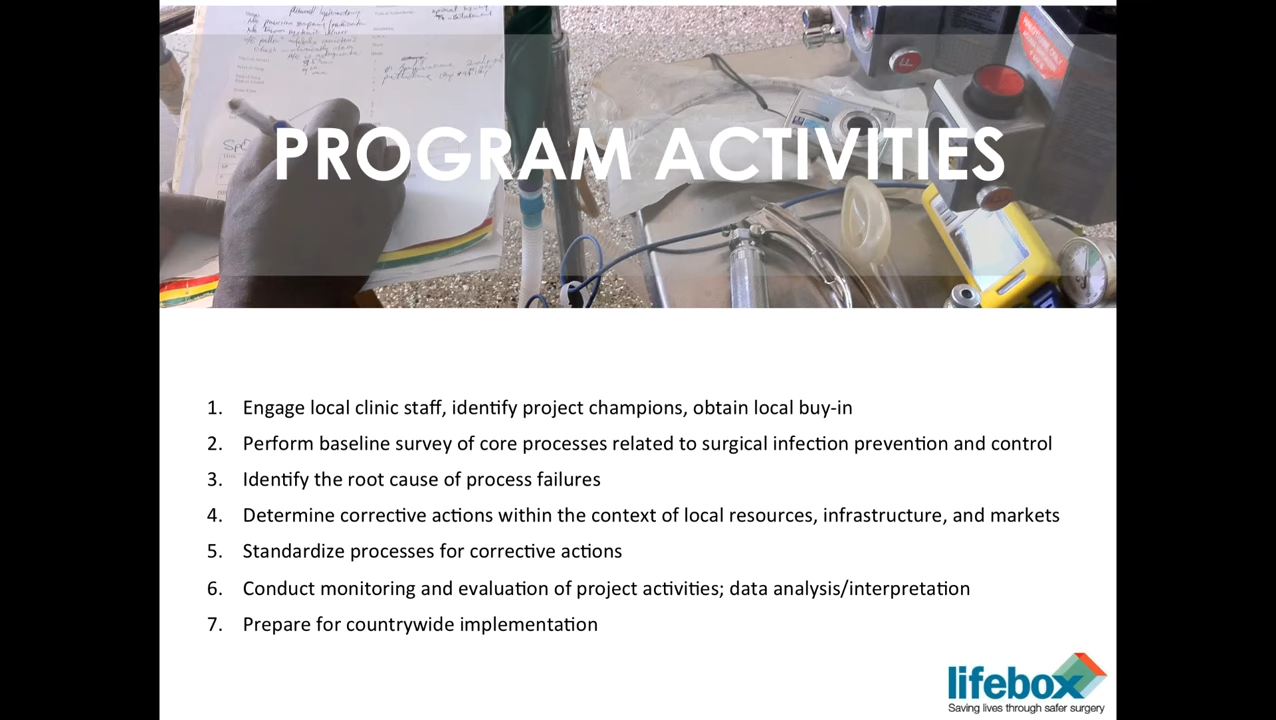 PROGRAM ACTIVITIES
1. Engage local clinic staff, identify project champions, obtain local buy-in
2. Perform baseline survey of core processes related to surgical infection prevention and control
3. Identify the root cause of process failures
4. Determine corrective actions within the context of local resources, infrastructure, and markets
5. Standardize processes for corrective actions
6. Conduct monitoring and evaluation of project activities; data analysis/interpretation
7. Prepare for countrywide implementation
lifebox
Saving lives through safer surgery